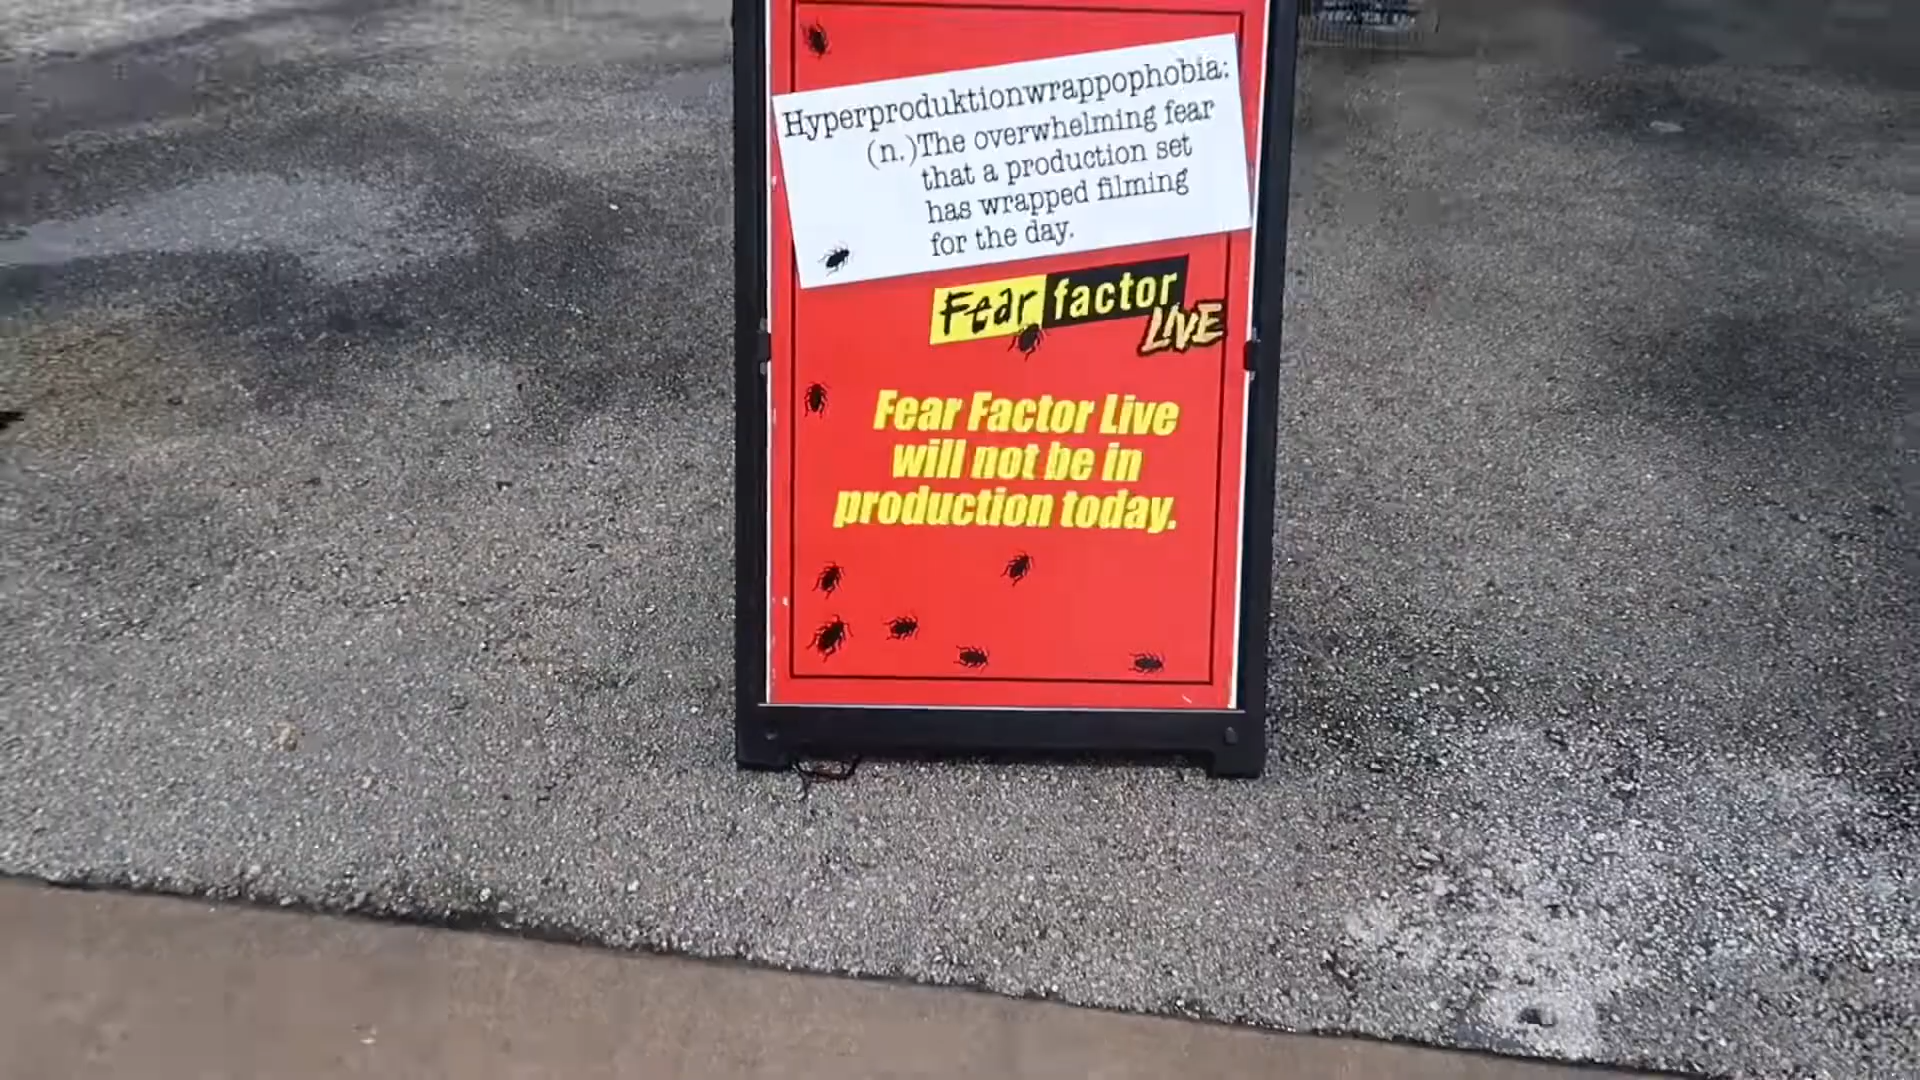 Hyperproduktionwrappophobia:
(n.)The overwhelming fear
that a production set
has wrapped filming
for the day.
Fear factor
LIVE
Fear Factor Live
will not be in
production today.